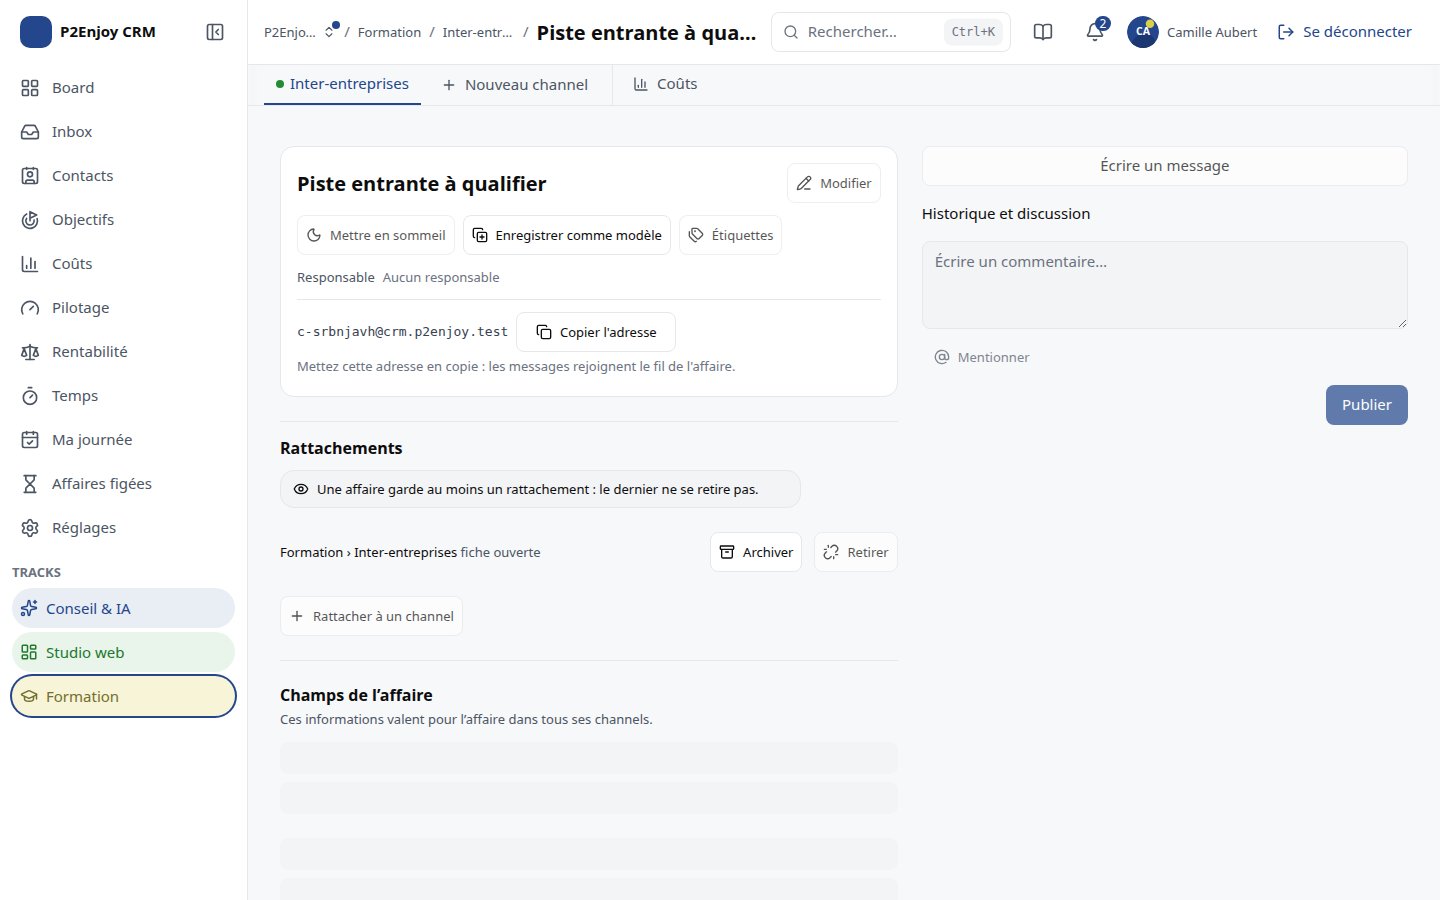 P2Enjoy CRM
P2Enjo... / Formation / Inter-entr... / Piste entrante à qua...
Rechercher... Ctrl+K
2
CA Camille Aubert
Se déconnecter
Board
Inbox
Contacts
Objectifs
Coûts
Pilotage
Rentabilité
Temps
Ma journée
Affaires figées
Réglages
TRACKS
Conseil & IA
Studio web
Formation
Inter-entreprises
Nouveau channel
Coûts
Piste entrante à qualifier
Modifier
Mettre en sommeil
Enregistrer comme modèle
Étiquettes
Responsable Aucun responsable
c-srbnjavh@crm.p2enjoy.test
Copier l'adresse
Mettez cette adresse en copie : les messages rejoignent le fil de l'affaire.
Rattachements
Une affaire garde au moins un rattachement : le dernier ne se retire pas.
Formation › Inter-entreprises fiche ouverte
Archiver
Retirer
Rattacher à un channel
Champs de l’affaire
Ces informations valent pour l’affaire dans tous ses channels.
Écrire un message
Historique et discussion
Écrire un commentaire...
Mentionner
Publier